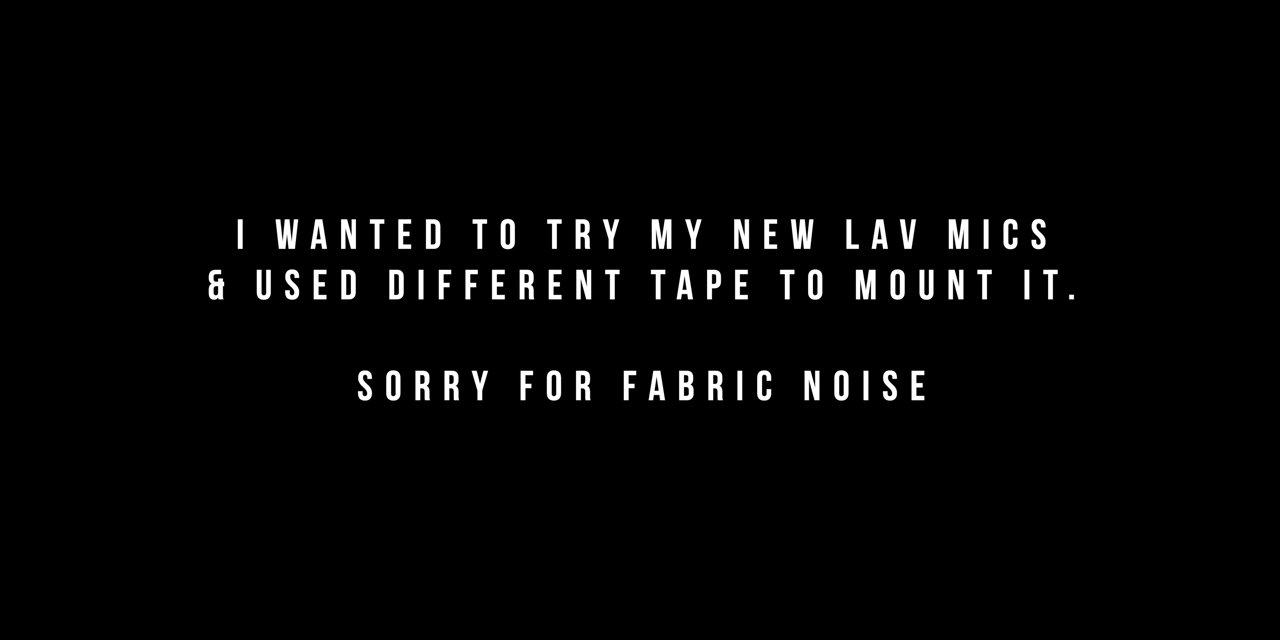 I WANTED TO TRY MY NEW LAV MICS
& USED DIFFERENT TAPE TO MOUNT IT.
SORRY FOR FABRIC NOISE